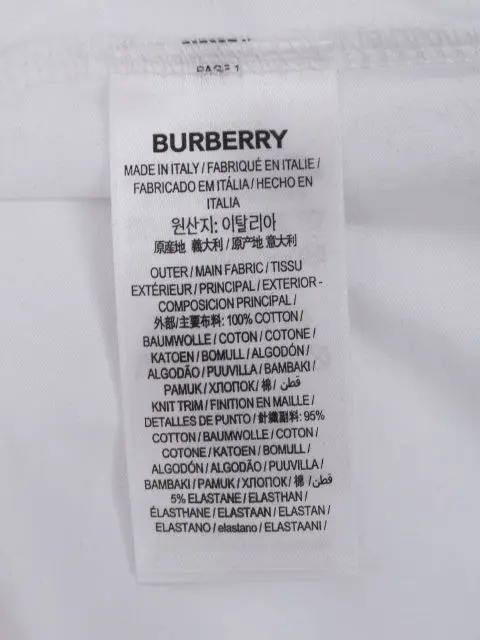 PAGE 1
BURBERRY
MADE IN ITALY / FABRIQUÉ EN ITALIE /
FABRICADO EM ITÁLIA / HECHO EN
ITALIA
원산지: 이탈리아
原産地 義大利 / 原产地 意大利
OUTER / MAIN FABRIC / TISSU
EXTÉRIEUR / PRINCIPAL / EXTERIOR -
COMPOSICION PRINCIPAL /
外部/主要布料: 100% COTTON /
BAUMWOLLE / COTON / COTONE /
KATOEN / BOMULL / ALGODÓN /
ALGODÃO / PUUVILLA / BAMBAKI /
PAMUK / ХЛОПОК / 棉 / قطن /
KNIT TRIM / FINITION EN MAILLE /
DETALLES DE PUNTO / 針織副料: 95%
COTTON / BAUMWOLLE / COTON /
COTONE / KATOEN / BOMULL /
ALGODÓN / ALGODÃO / PUUVILLA /
BAMBAKI / PAMUK / ХЛОПОК / 棉 / قطن /
5% ELASTANE / ELASTHAN /
ÉLASTHANE / ELASTAAN / ELASTAN /
ELASTANO / elastano / ELASTAANI /